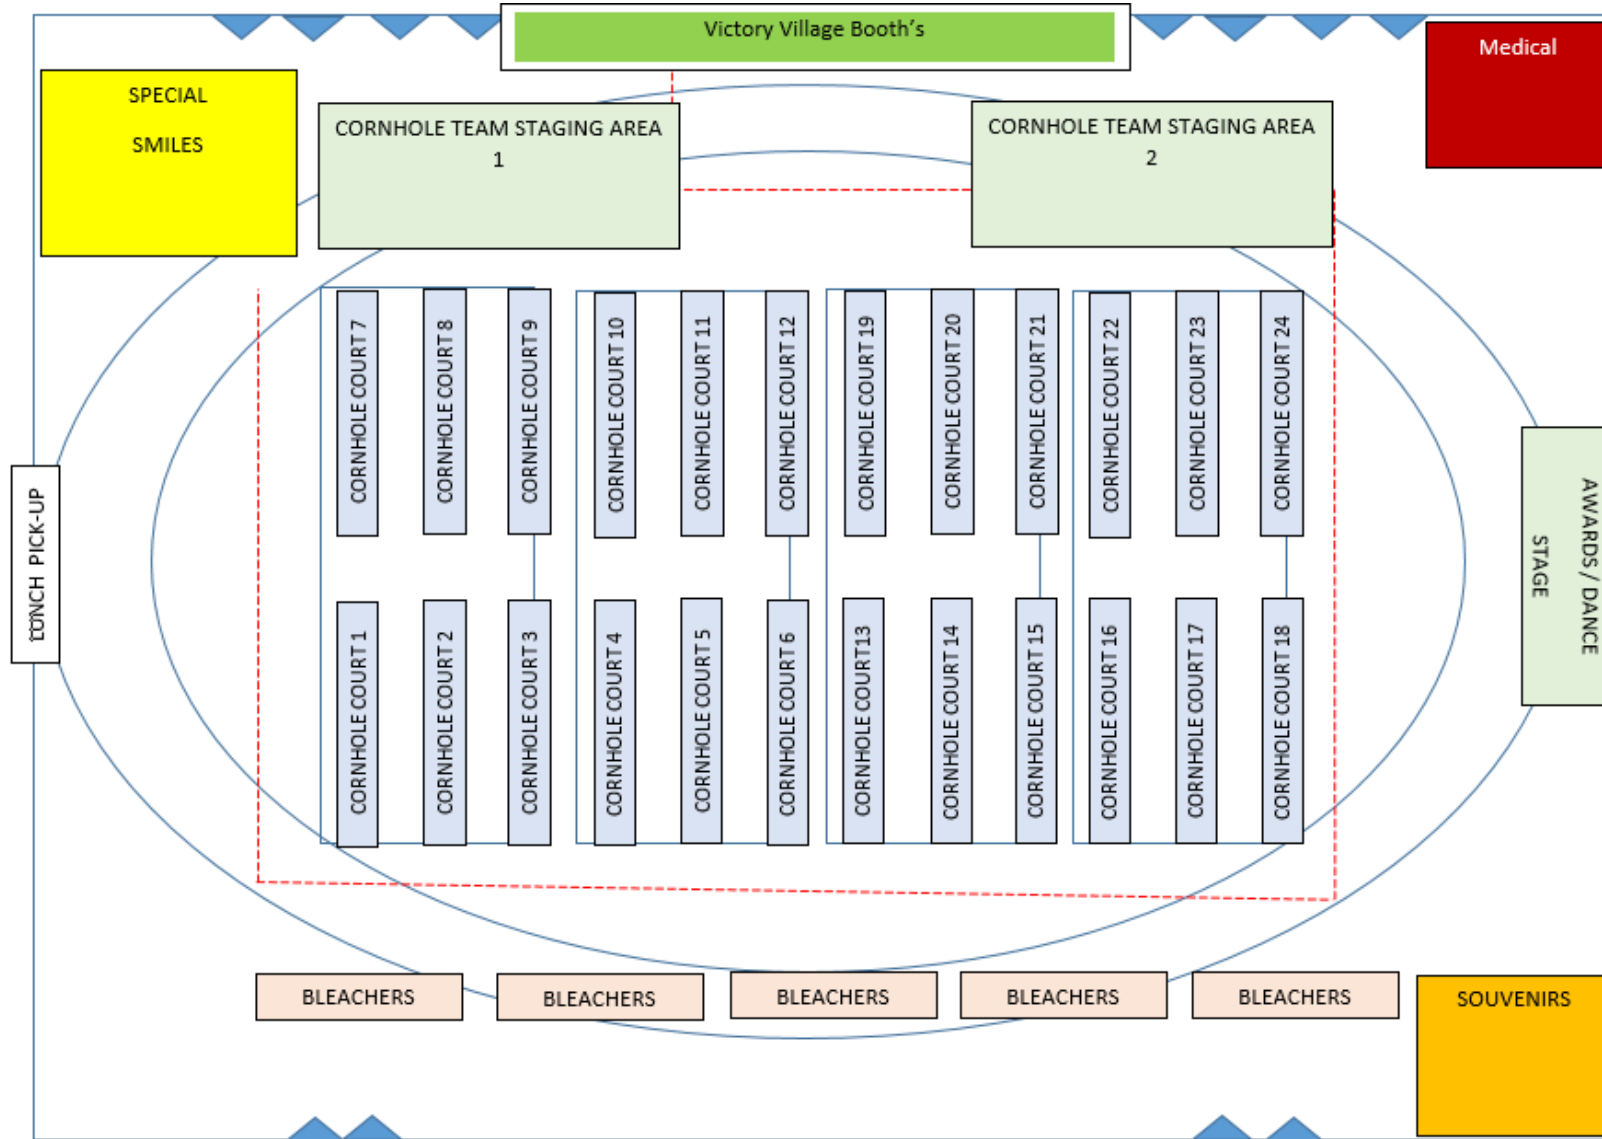 Victory Village Booth's
Medical
SPECIAL
SMILES
CORNHOLE TEAM STAGING AREA
1
CORNHOLE TEAM STAGING AREA
2
CORNHOLE COURT 7
CORNHOLE COURT 8
CORNHOLE COURT 9
CORNHOLE COURT 10
CORNHOLE COURT 11
CORNHOLE COURT 12
CORNHOLE COURT 19
CORNHOLE COURT 20
CORNHOLE COURT 21
CORNHOLE COURT 22
CORNHOLE COURT 23
CORNHOLE COURT 24
LUNCH PICK-UP
AWARDS / DANCE
STAGE
CORNHOLE COURT 1
CORNHOLE COURT 2
CORNHOLE COURT 3
CORNHOLE COURT 4
CORNHOLE COURT 5
CORNHOLE COURT 6
CORNHOLE COURT 13
CORNHOLE COURT 14
CORNHOLE COURT 15
CORNHOLE COURT 16
CORNHOLE COURT 17
CORNHOLE COURT 18
BLEACHERS
BLEACHERS
BLEACHERS
BLEACHERS
BLEACHERS
SOUVENIRS